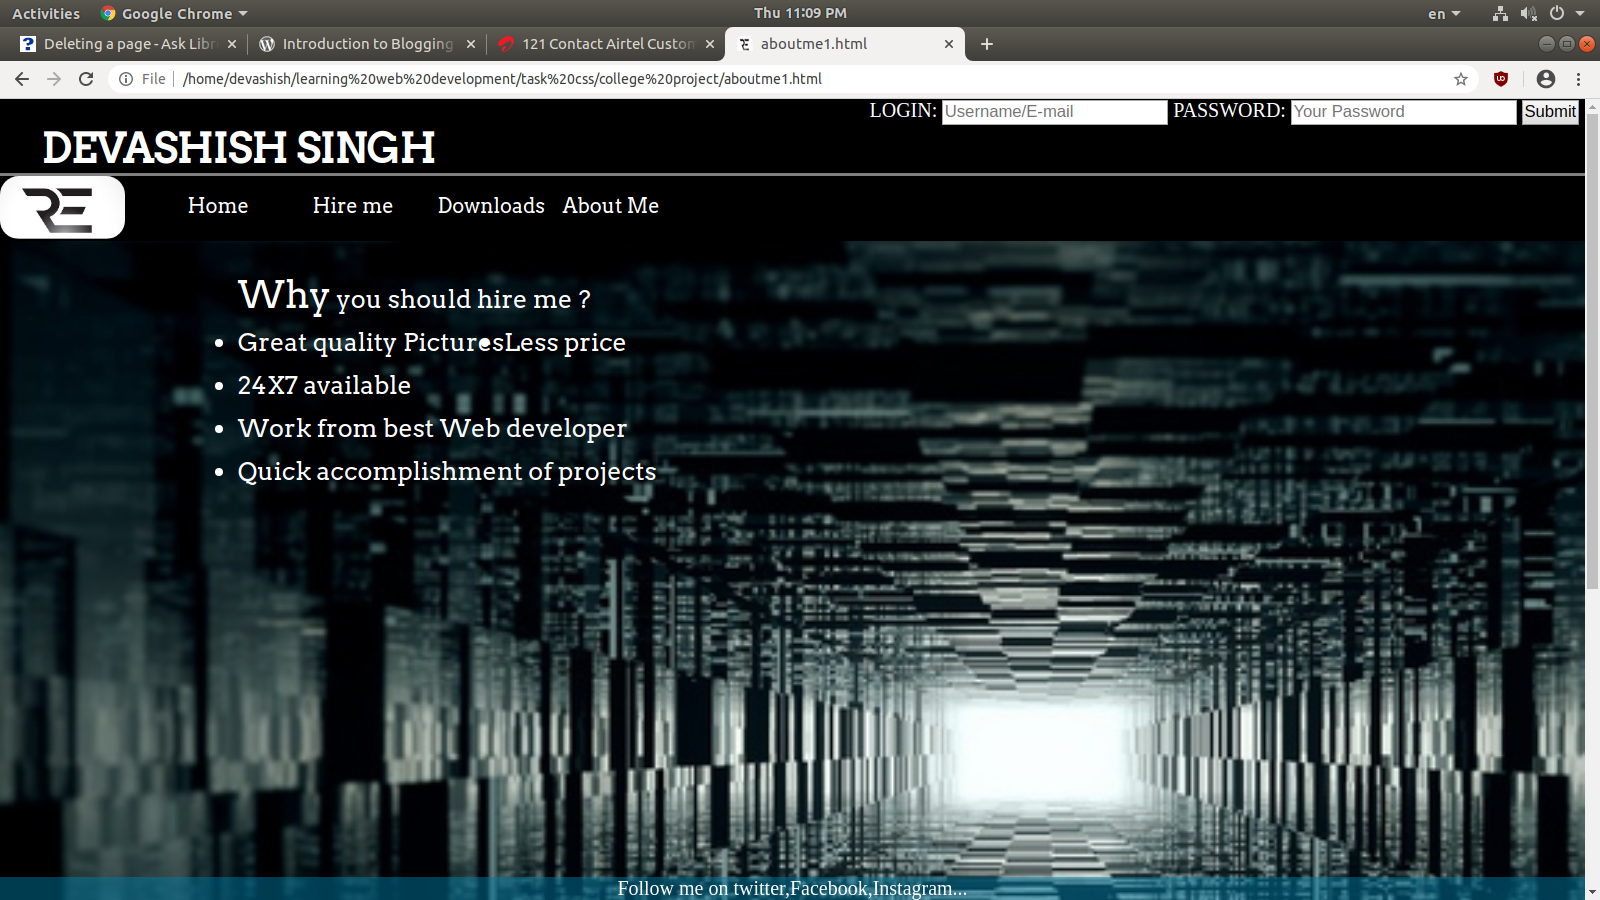 Activities Google Chrome Thu 11:09 PM en
Deleting a page - Ask Libr Introduction to Blogging 121 Contact Airtel Custom aboutme1.html
File /home/devashish/learning%20web%20development/task%20css/college%20project/aboutme1.html
LOGIN: Username/E-mail PASSWORD: Your Password Submit
DEVASHISH SINGH
RE Home Hire me Downloads About Me
Why you should hire me ?
• Great quality PicturesLess price
• 24X7 available
• Work from best Web developer
• Quick accomplishment of projects
Follow me on twitter,Facebook,Instagram...